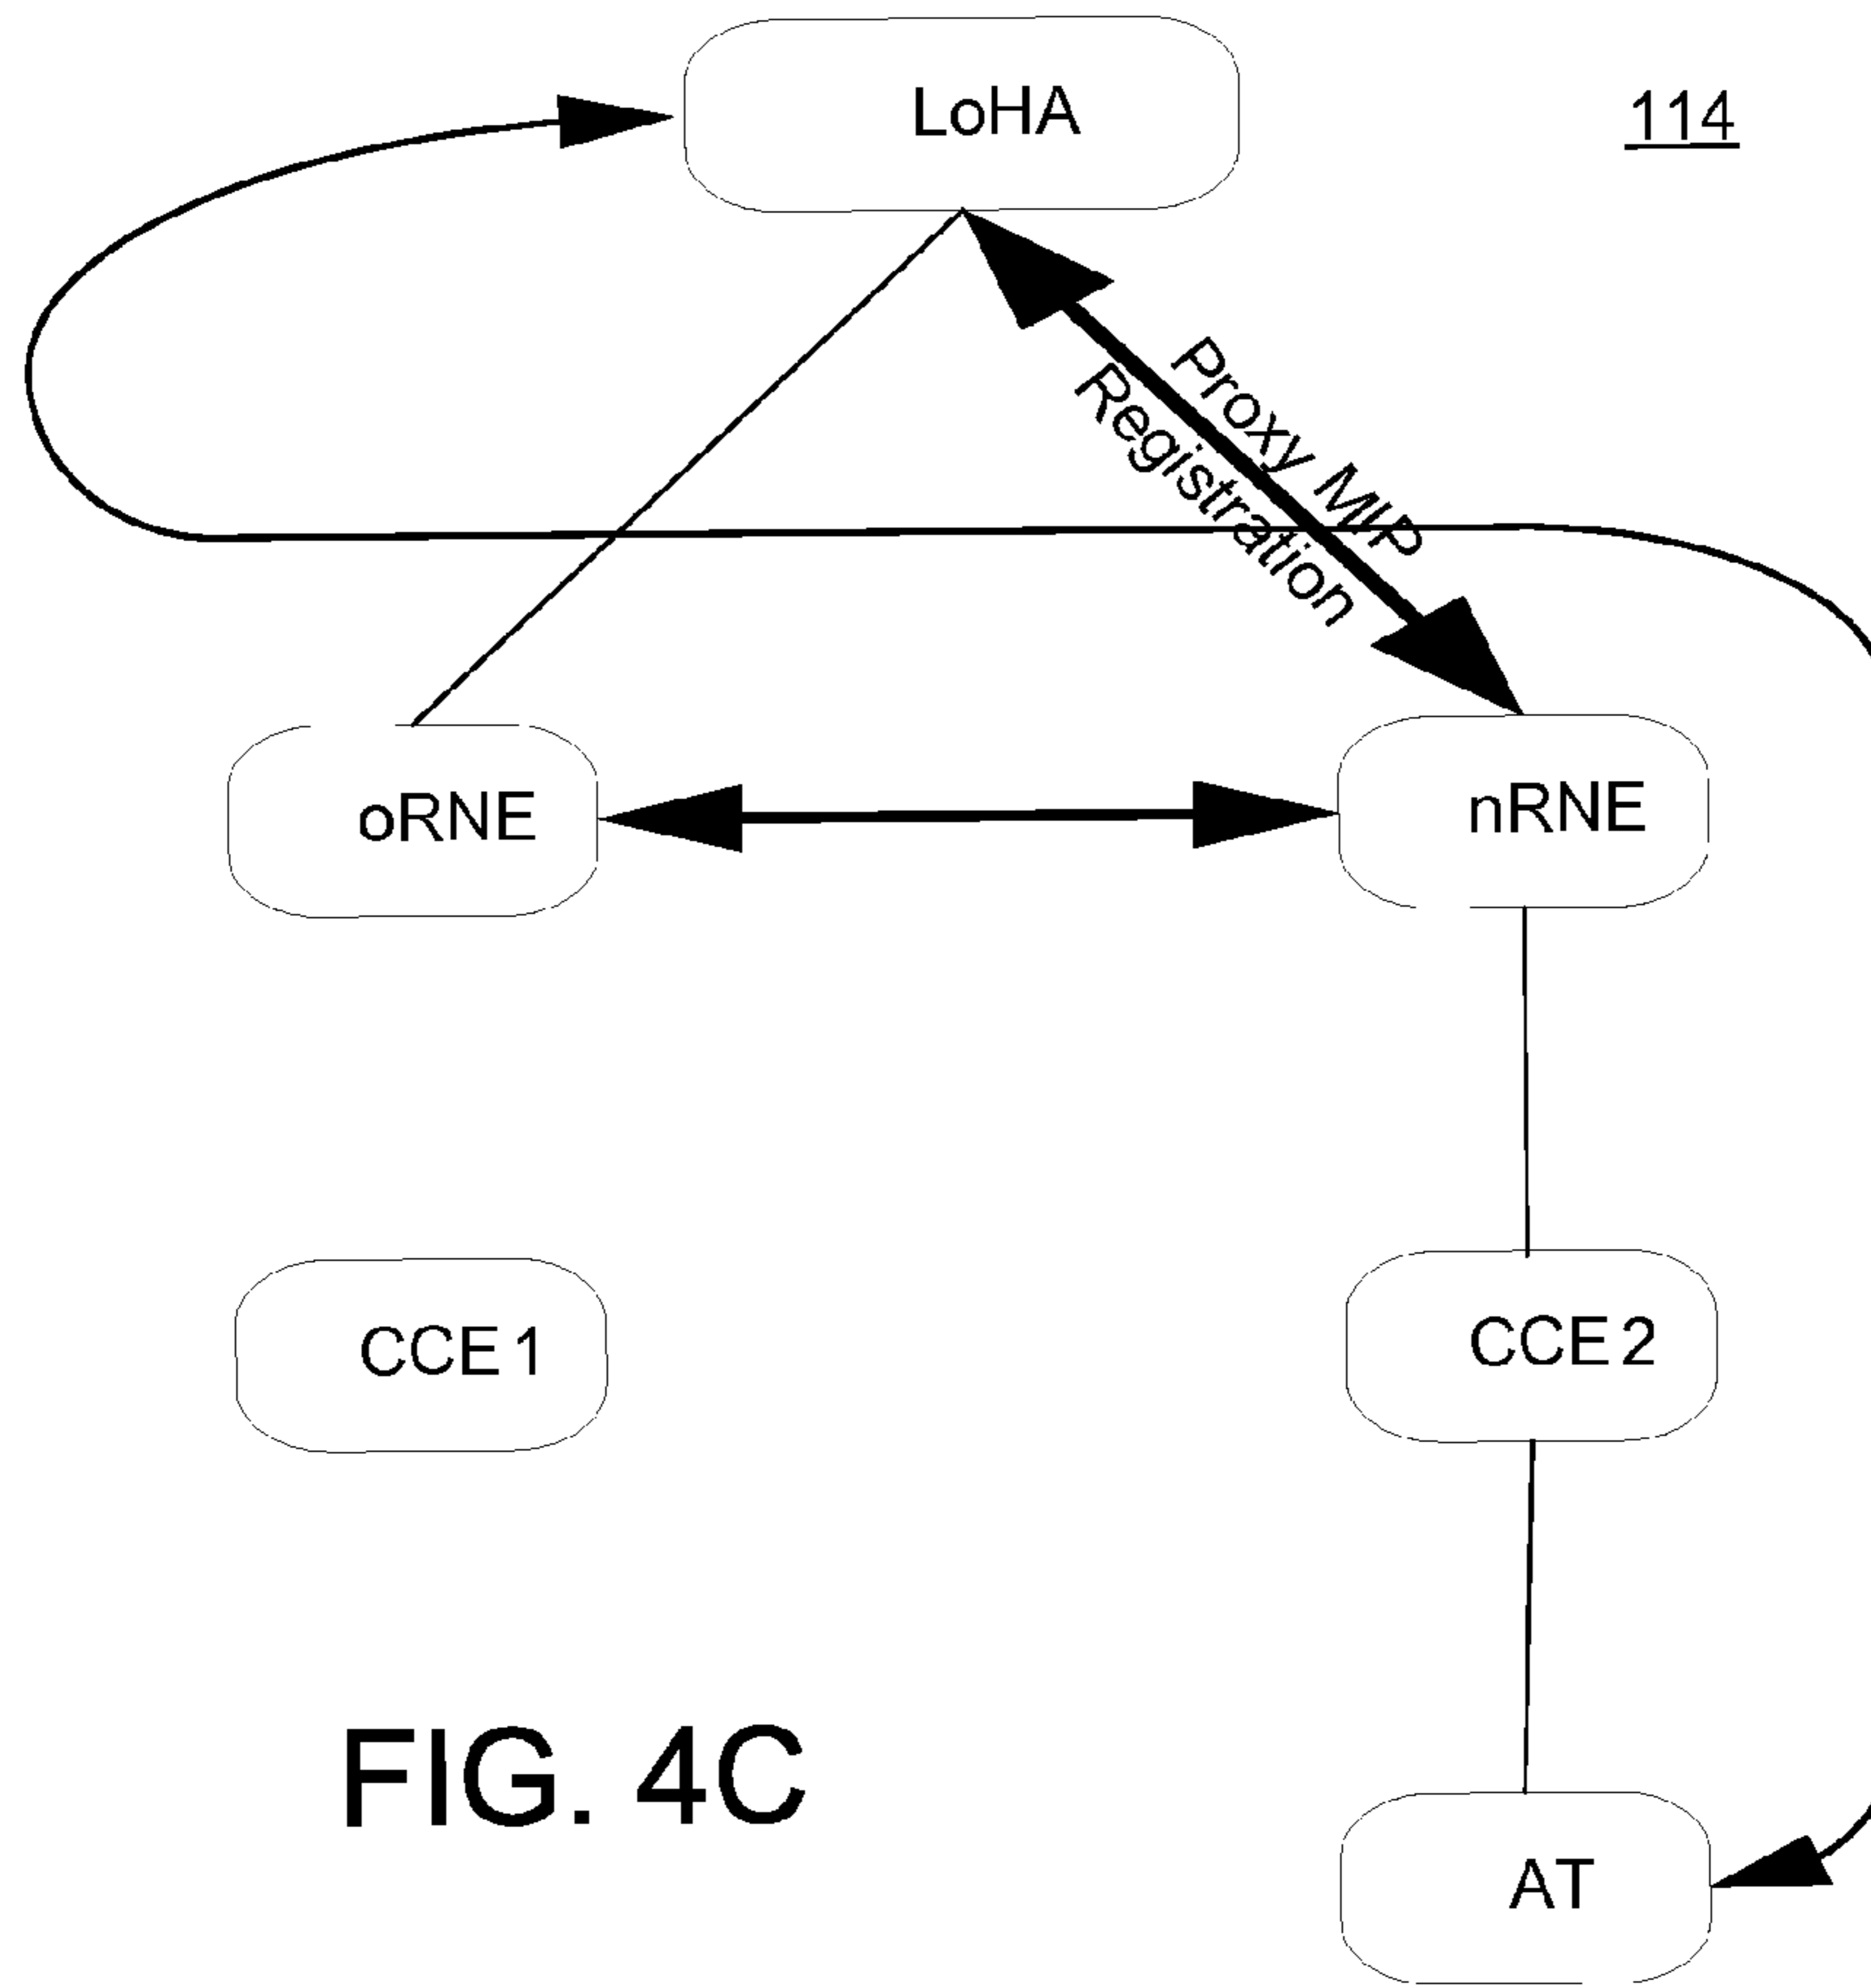 LoHA
114
Proxy MIP
Registration
oRNE
nRNE
CCE 1
CCE 2
FIG. 4C
AT